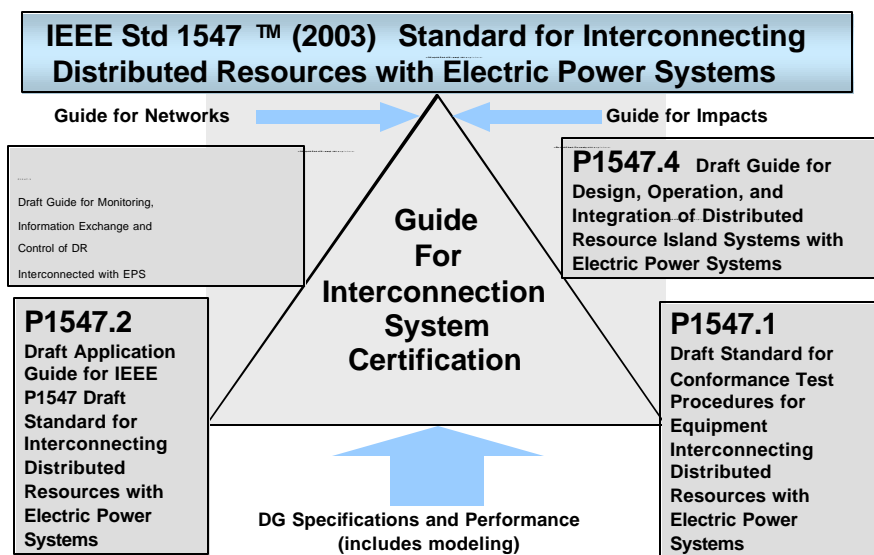 IEEE Std 1547 ™ (2003) Standard for Interconnecting
Distributed Resources with Electric Power Systems
Guide for Networks
Guide for Impacts
Draft Guide for Monitoring,
Information Exchange and
Control of DR
Interconnected with EPS
P1547.4 Draft Guide for
Design, Operation, and
Integration of Distributed
Resource Island Systems with
Electric Power Systems
Guide
For
Interconnection
System
Certification
P1547.2
Draft Application
Guide for IEEE
P1547 Draft
Standard for
Interconnecting
Distributed
Resources with
Electric Power
Systems
P1547.1
Draft Standard for
Conformance Test
Procedures for
Equipment
Interconnecting
Distributed
Resources with
Electric Power
Systems
DG Specifications and Performance
(includes modeling)